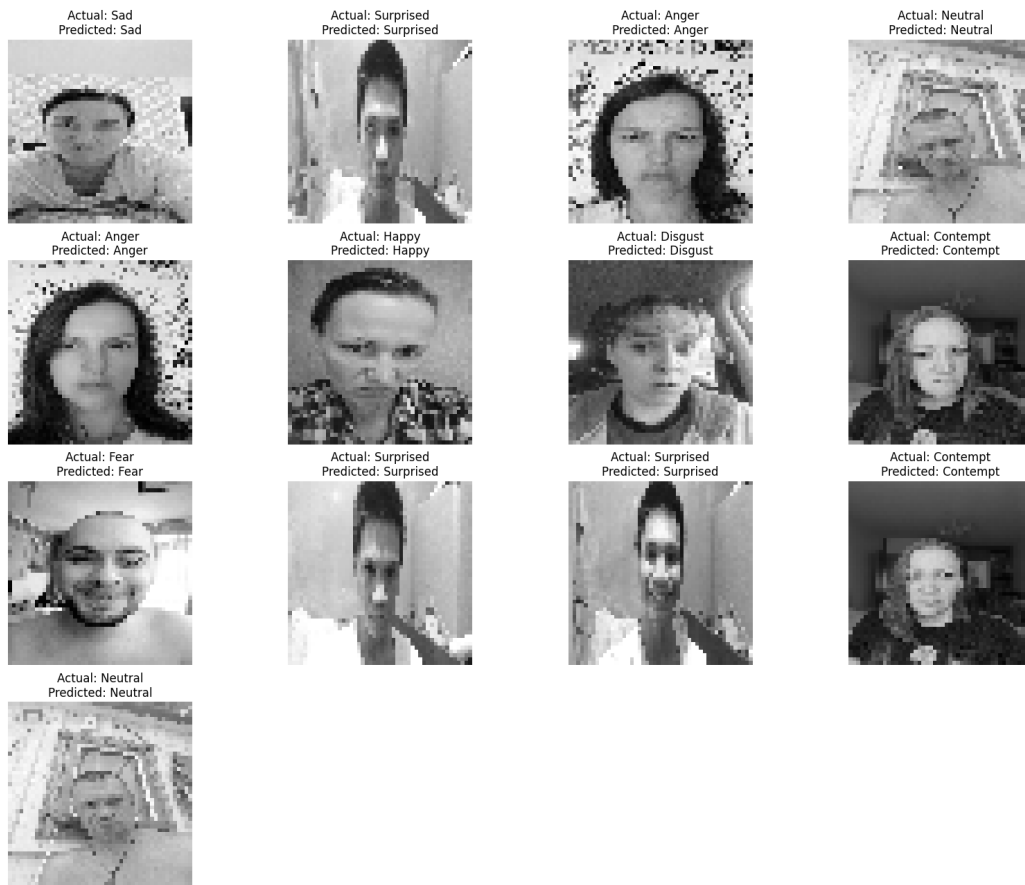 Actual: Sad
Predicted: Sad
Actual: Surprised
Predicted: Surprised
Actual: Anger
Predicted: Anger
Actual: Neutral
Predicted: Neutral
Actual: Anger
Predicted: Anger
Actual: Happy
Predicted: Happy
Actual: Disgust
Predicted: Disgust
Actual: Contempt
Predicted: Contempt
Actual: Fear
Predicted: Fear
Actual: Surprised
Predicted: Surprised
Actual: Surprised
Predicted: Surprised
Actual: Contempt
Predicted: Contempt
Actual: Neutral
Predicted: Neutral